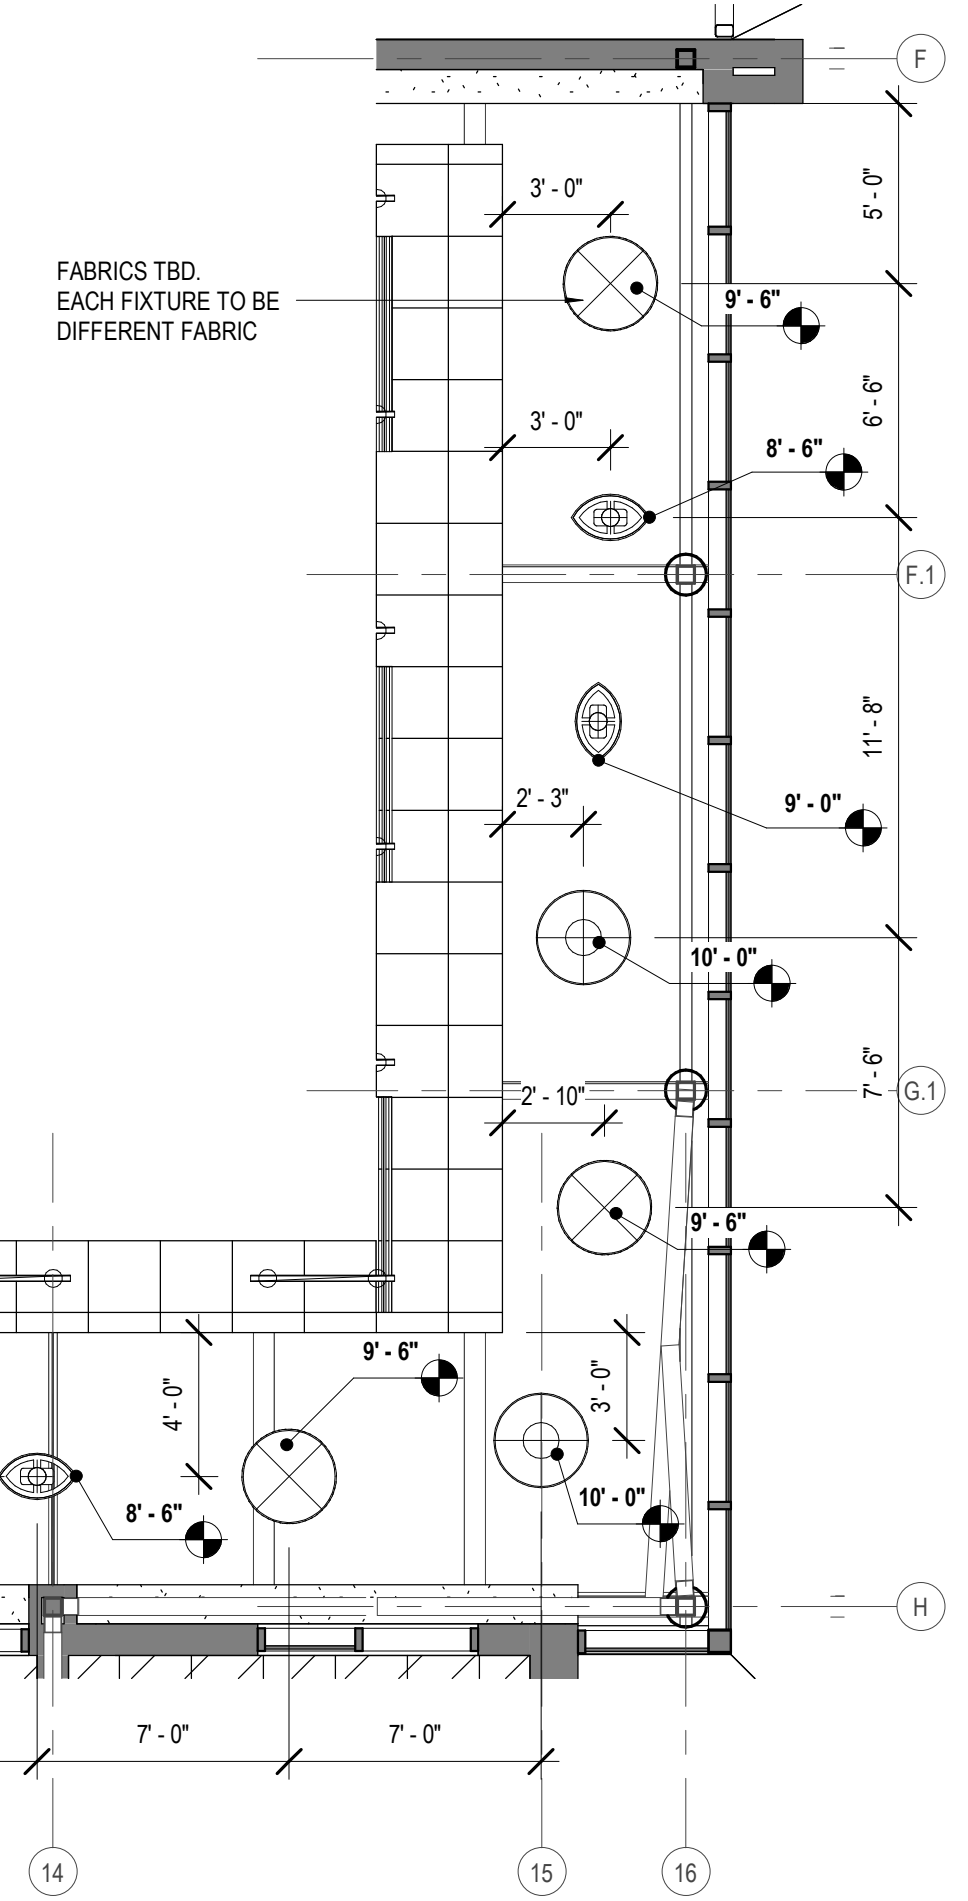 F
3' - 0"
5' - 0"
FABRICS TBD.
EACH FIXTURE TO BE
DIFFERENT FABRIC
9' - 6"
6' - 6"
3' - 0"
8' - 6"
F.1
11' - 8"
2' - 3"
9' - 0"
10' - 0"
7' - 6"
G.1
2' - 10"
9' - 6"
9' - 6"
4' - 0"
3' - 0"
8' - 6"
10' - 0"
H
7' - 0"
7' - 0"
14
15
16